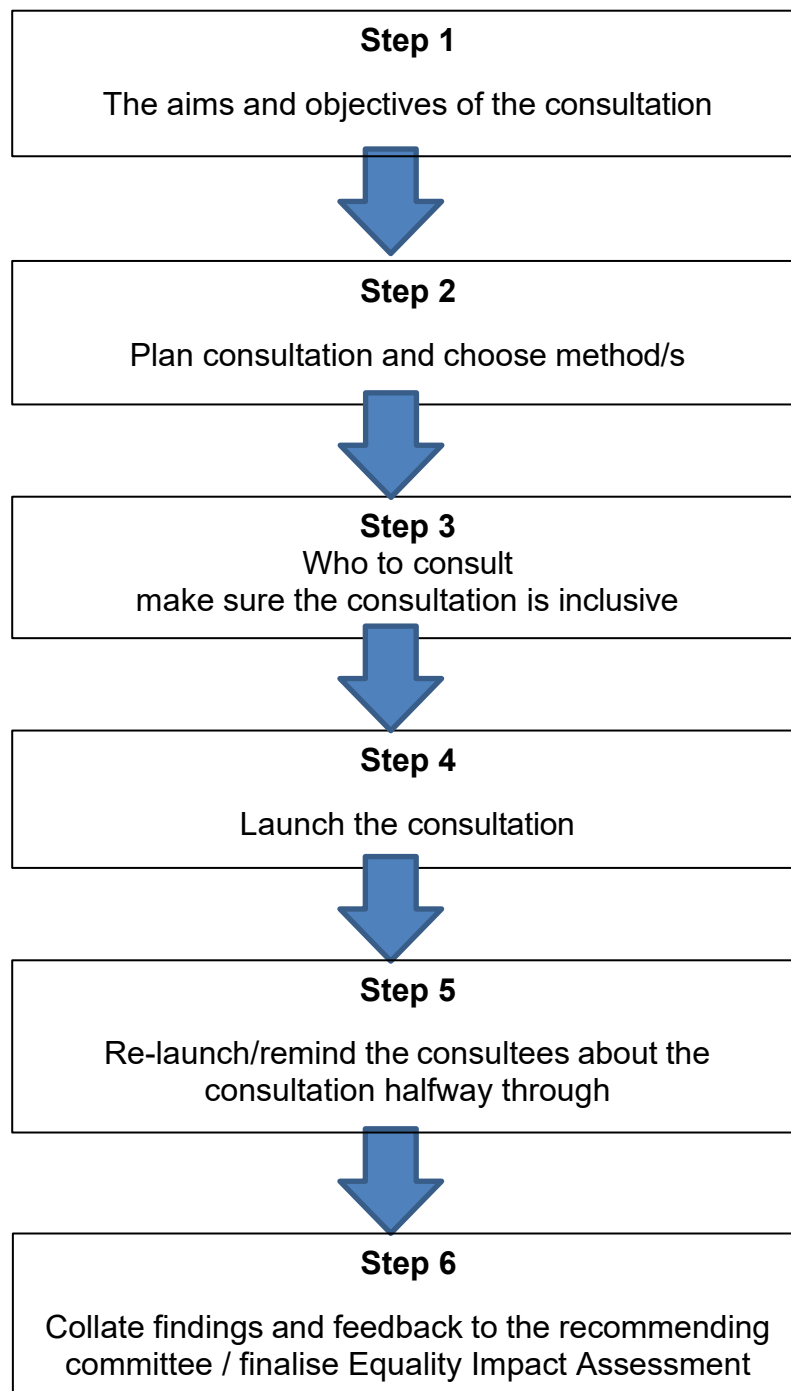 Step 1
The aims and objectives of the consultation
Step 2
Plan consultation and choose method/s
Step 3
Who to consult
make sure the consultation is inclusive
Step 4
Launch the consultation
Step 5
Re-launch/remind the consultees about the
consultation halfway through
Step 6
Collate findings and feedback to the recommending
committee / finalise Equality Impact Assessment